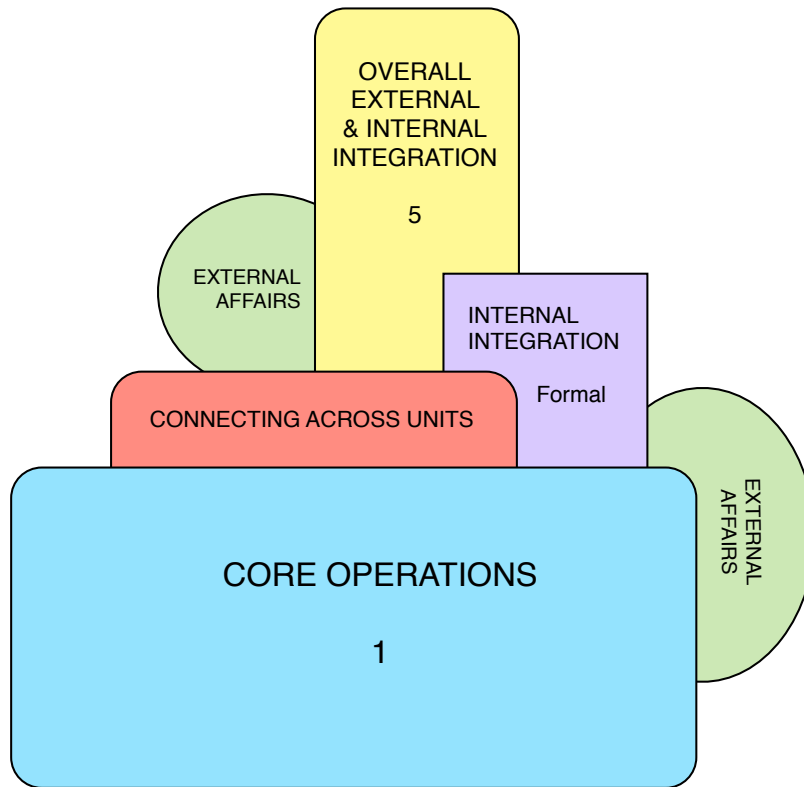 OVERALL
EXTERNAL
& INTERNAL
INTEGRATION
5
EXTERNAL
AFFAIRS
INTERNAL
INTEGRATION
Formal
CONNECTING ACROSS UNITS
EXTERNAL
AFFAIRS
CORE OPERATIONS
1